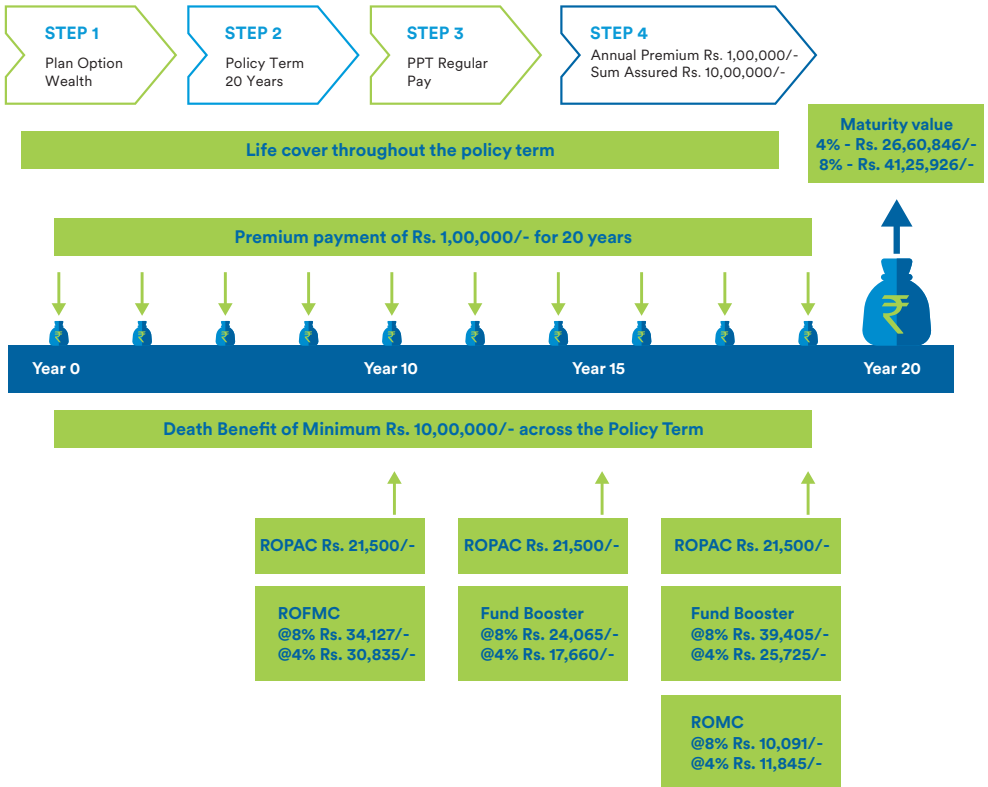 STEP 1
Plan Option
Wealth
STEP 2
Policy Term
20 Years
STEP 3
PPT Regular
Pay
STEP 4
Annual Premium Rs. 1,00,000/-
Sum Assured Rs. 10,00,000/-
Maturity value
4% - Rs. 26,60,846/-
8% - Rs. 41,25,926/-
Life cover throughout the policy term
Premium payment of Rs. 1,00,000/- for 20 years
₹
₹ ₹ ₹ ₹ ₹ ₹ ₹ ₹ ₹ ₹
Year 0 Year 10 Year 15 Year 20
Death Benefit of Minimum Rs. 10,00,000/- across the Policy Term
ROPAC Rs. 21,500/-
ROFMC
@8% Rs. 34,127/-
@4% Rs. 30,835/-
ROPAC Rs. 21,500/-
Fund Booster
@8% Rs. 24,065/-
@4% Rs. 17,660/-
ROPAC Rs. 21,500/-
Fund Booster
@8% Rs. 39,405/-
@4% Rs. 25,725/-
ROMC
@8% Rs. 10,091/-
@4% Rs. 11,845/-